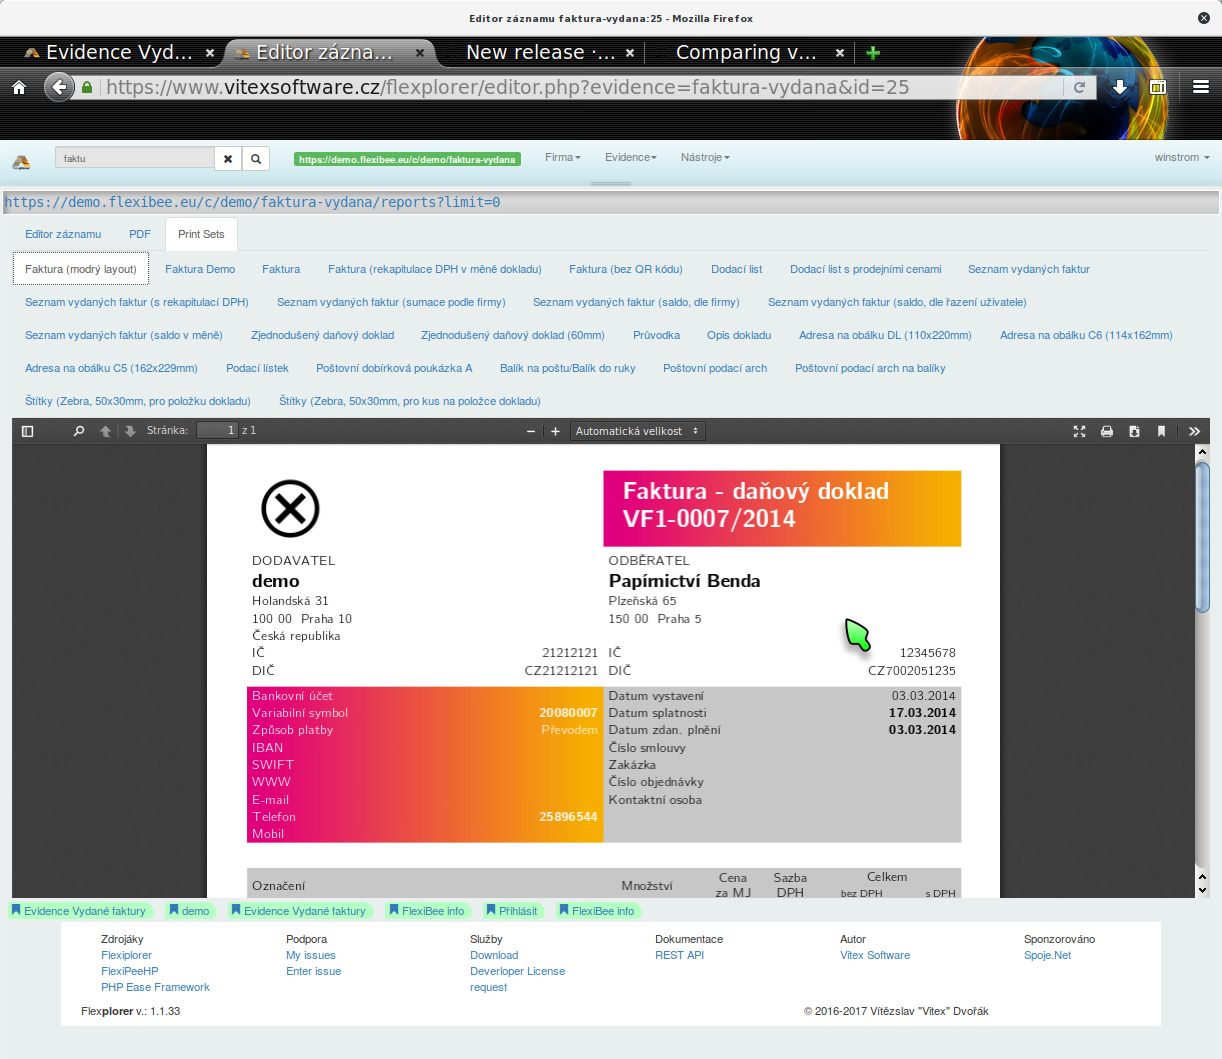 Editor záznamu faktura-vydana:25 - Mozilla Firefox
Evidence Vyd... Editor zázna... New release ·... Comparing v...
https://www.vitexsoftware.cz/flexplorer/editor.php?evidence=faktura-vydana&id=25
faktu https://demo.flexibee.eu/c/demo/faktura-vydana Firma Evidence Nástroje winstrom
https://demo.flexibee.eu/c/demo/faktura-vydana/reports?limit=0
Editor záznamu PDF Print Sets
Faktura (modrý layout) Faktura Demo Faktura Faktura (rekapitulace DPH v měně dokladu) Faktura (bez QR kódu) Dodací list Dodací list s prodejními cenami Seznam vydaných faktur
Seznam vydaných faktur (s rekapitulací DPH) Seznam vydaných faktur (sumace podle firmy) Seznam vydaných faktur (saldo, dle firmy) Seznam vydaných faktur (saldo, dle řazení uživatele)
Seznam vydaných faktur (saldo v měně) Zjednodušený daňový doklad Zjednodušený daňový doklad (60mm) Průvodka Opis dokladu Adresa na obálku DL (110x220mm) Adresa na obálku C6 (114x162mm)
Adresa na obálku C5 (162x229mm) Podací lístek Poštovní dobírková poukázka A Balík na poštu/Balík do ruky Poštovní podací arch Poštovní podací arch na balíky
Štítky (Zebra, 50x30mm, pro položku dokladu) Štítky (Zebra, 50x30mm, pro kus na položce dokladu)
Stránka: 1 z 1 Automatická velikost
Faktura - daňový doklad
VF1-0007/2014
DODAVATEL ODBĚRATEL
demo Papírnictví Benda
Holandská 31 Plzeňská 65
100 00 Praha 10 150 00 Praha 5
Česká republika
IČ 21212121 IČ 12345678
DIČ CZ21212121 DIČ CZ7002051235
Bankovní účet Datum vystavení 03.03.2014
Variabilní symbol 20080007 Datum splatnosti 17.03.2014
Způsob platby Převodem Datum zdan. plnění 03.03.2014
IBAN Číslo smlouvy
SWIFT Zakázka
WWW Číslo objednávky
E-mail Kontaktní osoba
Telefon 25896544
Mobil
Označení Množství Cena za MJ Sazba DPH Celkem
bez DPH s DPH
Evidence Vydané faktury demo Evidence Vydané faktury FlexiBee info Přihlásit FlexiBee info
Zdrojáky Podpora Služby Dokumentace Autor Sponzorováno
Flexiplorer My issues Download REST API Vitex Software Spoje.Net
FlexiPeeHP Enter issue Deverloper License
PHP Ease Framework request
Flexplorer v.: 1.1.33 © 2016-2017 Vítězslav "Vitex" Dvořák